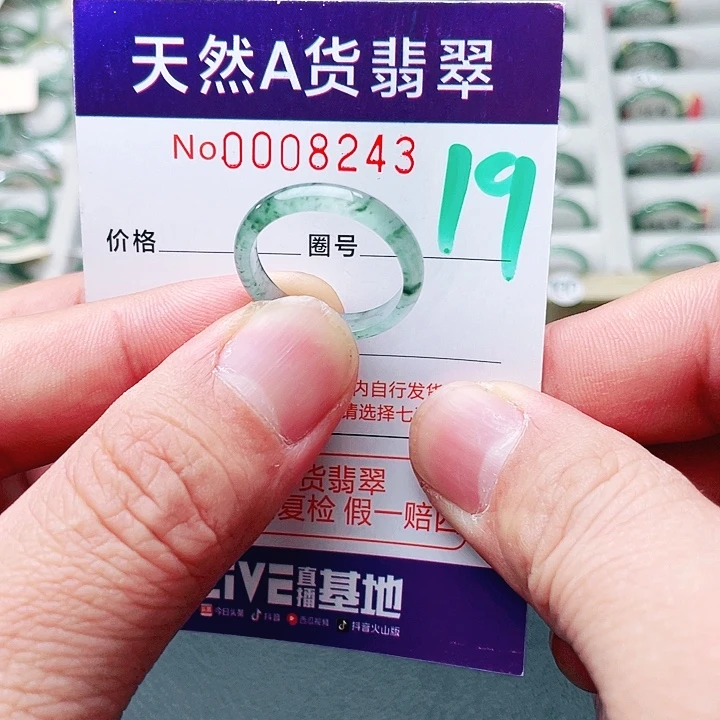 天然A货翡翠
No0008243
19
价格 圈号
内自行发货
请选择七
货翡翠
复检 假一赔四
LiVE直播基地
今日头条 抖音 西瓜视频 抖音火山版